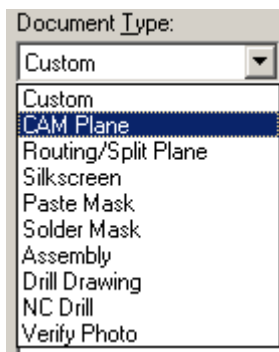 Document Type:
Custom
Custom
CAM Plane
Routing/Split Plane
Silkscreen
Paste Mask
Solder Mask
Assembly
Drill Drawing
NC Drill
Verify Photo